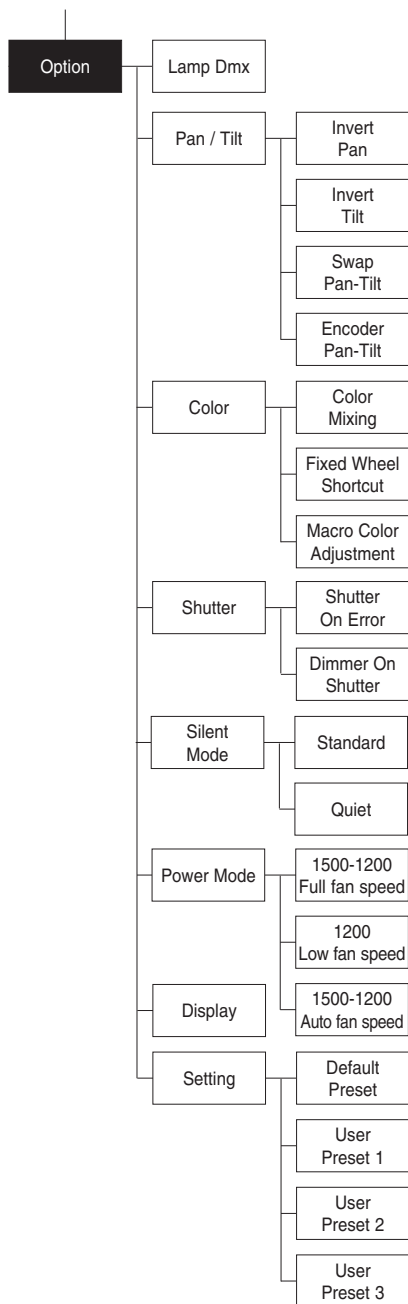 Option
Lamp Dmx
Pan / Tilt
Invert
Pan
Invert
Tilt
Swap
Pan-Tilt
Encoder
Pan-Tilt
Color
Color
Mixing
Fixed Wheel
Shortcut
Macro Color
Adjustment
Shutter
Shutter
On Error
Dimmer On
Shutter
Silent
Mode
Standard
Quiet
Power Mode
1500-1200
Full fan speed
1200
Low fan speed
1500-1200
Auto fan speed
Display
Setting
Default
Preset
User
Preset 1
User
Preset 2
User
Preset 3